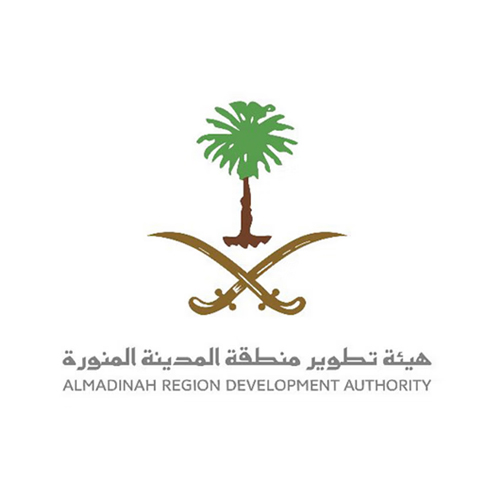 هيئة تطوير منطقة المدينة المنورة
ALMADINAH REGION DEVELOPMENT AUTHORITY